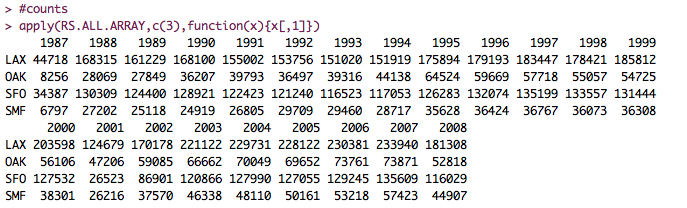 > #counts
> apply(RS.ALL.ARRAY,c(3),function(x){x[,1]})
1987 1988 1989 1990 1991 1992 1993 1994 1995 1996 1997 1998 1999
LAX 44718 168315 161229 168100 155002 153756 151020 151919 175894 179193 183447 178421 185812
OAK 8256 28069 27849 36207 39793 36497 39316 44138 64524 59669 57718 55057 54725
SFO 34387 130309 124400 128921 122423 121240 116523 117053 126283 132074 135199 133557 131444
SMF 6797 27202 25118 24919 26805 29709 29460 28717 35628 36424 36767 36073 36308
2000 2001 2002 2003 2004 2005 2006 2007 2008
LAX 203598 124679 170178 221122 229731 228122 230381 233940 181308
OAK 56106 47206 59085 66662 70049 69652 73761 73871 52818
SFO 127532 26523 86901 120866 127990 127055 129245 135609 116029
SMF 38301 26216 37570 46338 48110 50161 53218 57423 44907